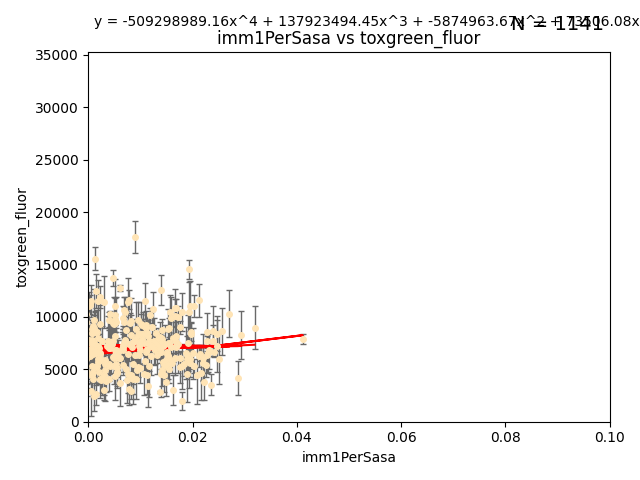 y = -509298989.16x^4 + 137923494.45x^3 + -5874963.67x^2 + 73506.08x
N = 1141
imm1PerSasa vs toxgreen_fluor
35000
30000
25000
20000
15000
10000
5000
0
toxgreen_fluor
0.00 0.02 0.04 0.06 0.08 0.10
imm1PerSasa